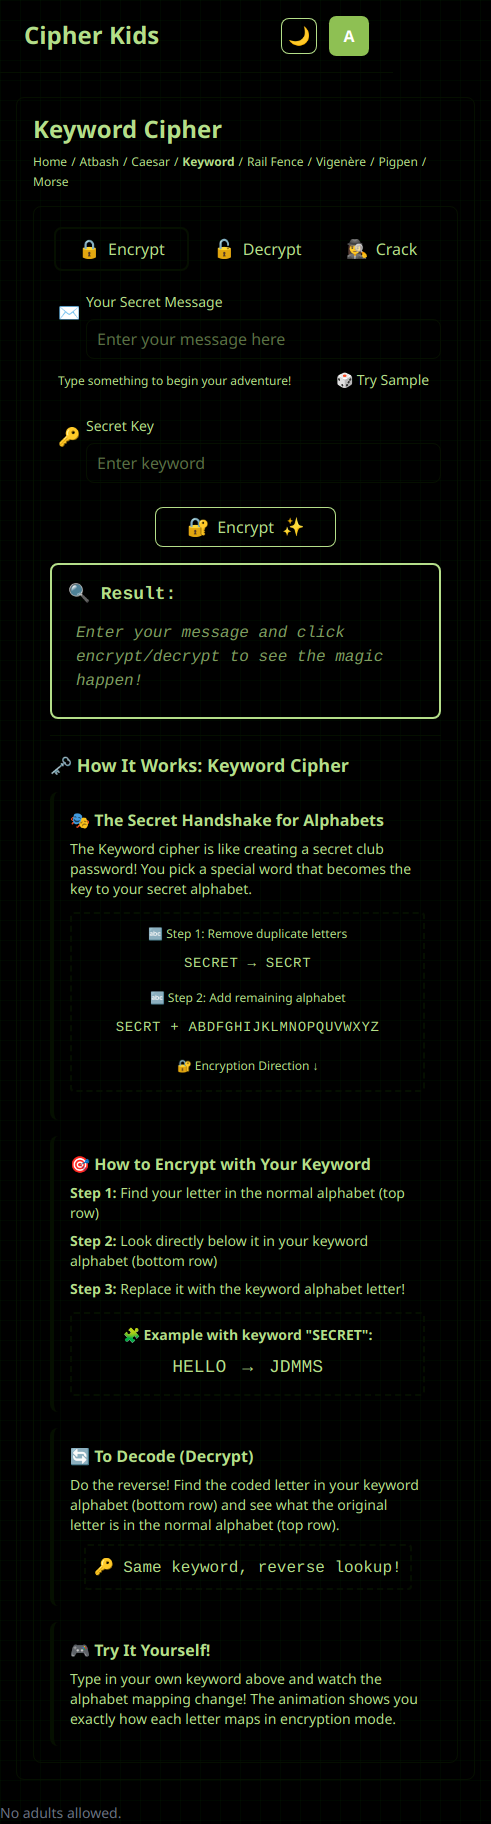 Cipher Kids
A
Keyword Cipher
Home / Atbash / Caesar / Keyword / Rail Fence / Vigenère / Pigpen /
Morse
🔒 Encrypt
🔓 Decrypt
🕵️ Crack
Your Secret Message
Enter your message here
Type something to begin your adventure!
🎲 Try Sample
Secret Key
Enter keyword
🔐 Encrypt ✨
🔍 Result:
Enter your message and click
encrypt/decrypt to see the magic
happen!
🗝️ How It Works: Keyword Cipher
🎭 The Secret Handshake for Alphabets
The Keyword cipher is like creating a secret club
password! You pick a special word that becomes the
key to your secret alphabet.
🔤 Step 1: Remove duplicate letters
SECRET → SECRT
🔤 Step 2: Add remaining alphabet
SECRT + ABDFGHIJKLMNOPQUVWXYZ
🔐 Encryption Direction ↓
🎯 How to Encrypt with Your Keyword
Step 1: Find your letter in the normal alphabet (top
row)
Step 2: Look directly below it in your keyword
alphabet (bottom row)
Step 3: Replace it with the keyword alphabet letter!
🧩 Example with keyword "SECRET":
HELLO → JDMMS
🔄 To Decode (Decrypt)
Do the reverse! Find the coded letter in your keyword
alphabet (bottom row) and see what the original
letter is in the normal alphabet (top row).
🔑 Same keyword, reverse lookup!
🎮 Try It Yourself!
Type in your own keyword above and watch the
alphabet mapping change! The animation shows you
exactly how each letter maps in encryption mode.
No adults allowed.